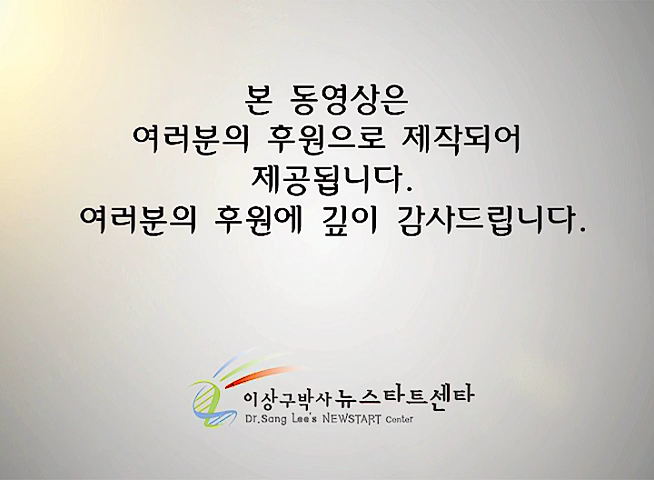 본 동영상은
여러분의 후원으로 제작되어
제공됩니다.
여러분의 후원에 깊이 감사드립니다.
이상구박사 뉴스타트센타
Dr.Sang Lee's NEWSTART Center